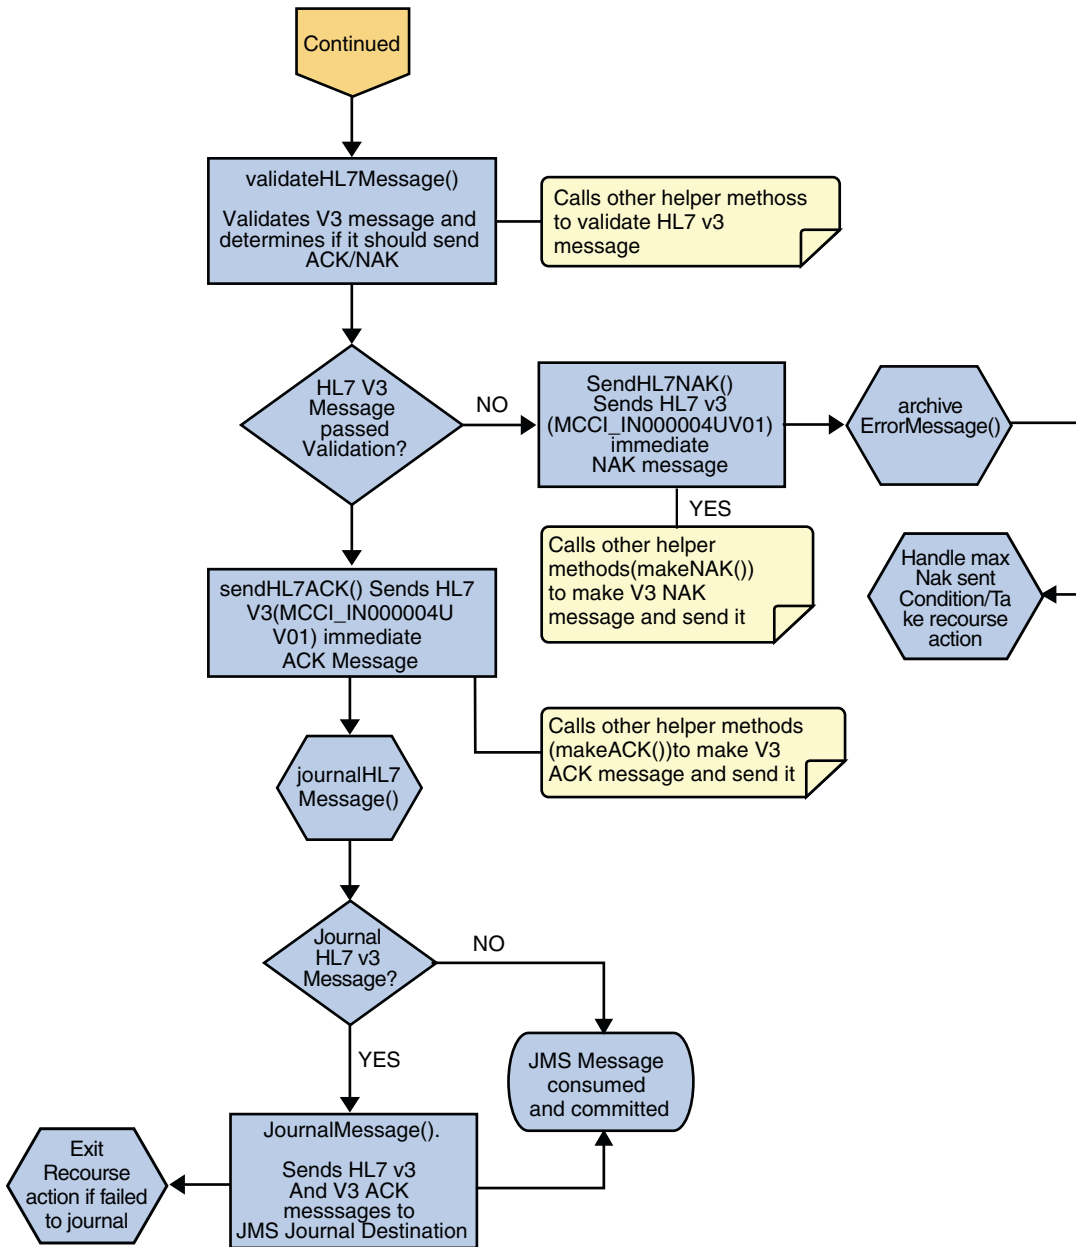 Continued
validateHL7Message()
Validates V3 message and
determines if it should send
ACK/NAK
Calls other helper methoss
to validate HL7 v3
message
HL7 V3
Message
passed
Validation?
NO
SendHL7NAK()
Sends HL7 v3
(MCCI_IN000004UV01)
immediate
NAK message
archive
ErrorMessage()
YES
Calls other helper
methods(makeNAK())
to make V3 NAK
message and send it
Handle max
Nak sent
Condition/Ta
ke recourse
action
sendHL7ACK() Sends HL7
V3(MCCI_IN000004U
V01) immediate
ACK Message
Calls other helper methods
(makeACK())to make V3
ACK message and send it
journalHL7
Message()
Journal
HL7 v3
Message?
NO
YES
JMS Message
consumed
and committed
JournalMessage().
Sends HL7 v3
And V3 ACK
messsages to
JMS Journal Destination
Exit
Recourse
action if failed
to journal